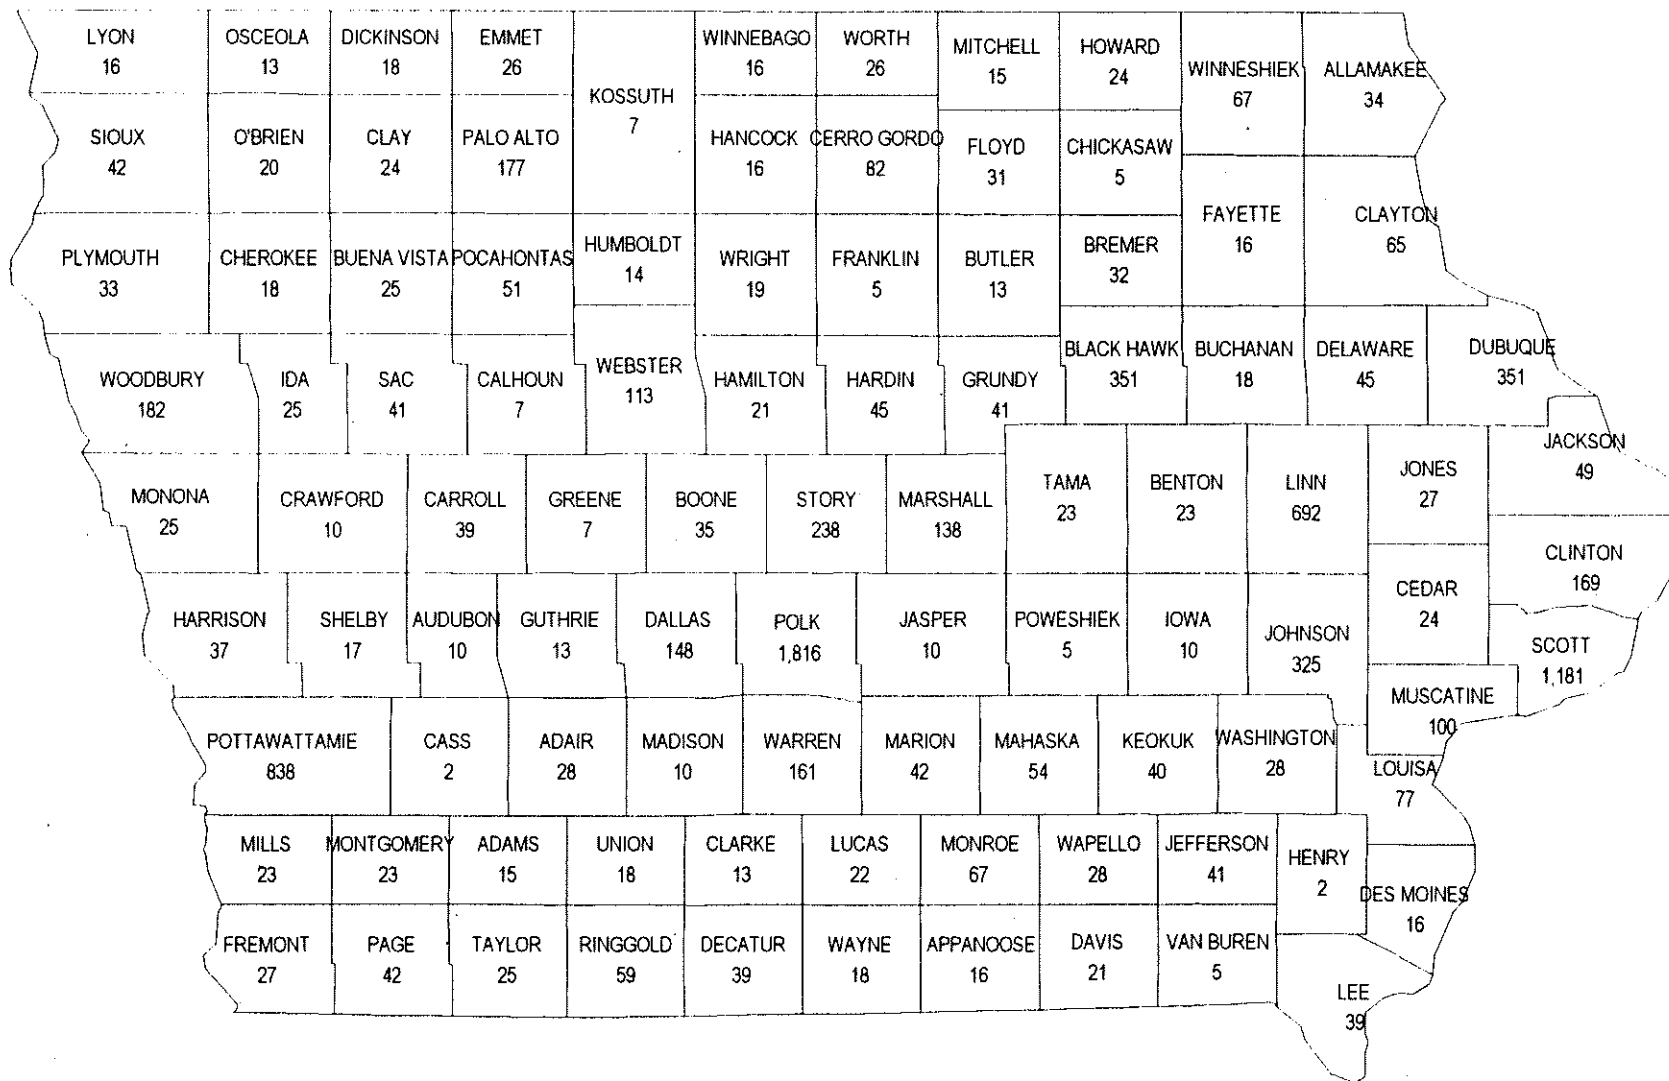 LYON
16
OSCEOLA
13
DICKINSON
18
EMMET
26
KOSSUTH
7
WINNEBAGO
16
WORTH
26
MITCHELL
15
HOWARD
24
WINNESHIEK
67
ALLAMAKEE
34
SIOUX
42
O'BRIEN
20
CLAY
24
PALO ALTO
177
HANCOCK
16
CERRO GORDO
82
FLOYD
31
CHICKASAW
5
PLYMOUTH
33
CHEROKEE
18
BUENA VISTA
25
POCAHONTAS
51
HUMBOLDT
14
WRIGHT
19
FRANKLIN
5
BUTLER
13
BREMER
32
FAYETTE
16
CLAYTON
65
WOODBURY
182
IDA
25
SAC
41
CALHOUN
7
WEBSTER
113
HAMILTON
21
HARDIN
45
GRUNDY
41
BLACK HAWK
351
BUCHANAN
18
DELAWARE
45
DUBUQUE
351
MONONA
25
CRAWFORD
10
CARROLL
39
GREENE
7
BOONE
35
STORY
238
MARSHALL
138
TAMA
23
BENTON
23
LINN
692
JONES
27
JACKSON
49
CLINTON
169
HARRISON
37
SHELBY
17
AUDUBON
10
GUTHRIE
13
DALLAS
148
POLK
1,816
JASPER
10
POWESHIEK
5
IOWA
10
JOHNSON
325
CEDAR
24
SCOTT
1,181
MUSCATINE
100
POTTAWATTAMIE
838
CASS
2
ADAIR
28
MADISON
10
WARREN
161
MARION
42
MAHASKA
54
KEOKUK
40
WASHINGTON
28
LOUISA
77
MILLS
23
MONTGOMERY
23
ADAMS
15
UNION
18
CLARKE
13
LUCAS
22
MONROE
67
WAPELLO
28
JEFFERSON
41
HENRY
2
DES MOINES
16
FREMONT
27
PAGE
42
TAYLOR
25
RINGGOLD
59
DECATUR
39
WAYNE
18
APPANOOSE
16
DAVIS
21
VAN BUREN
5
LEE
39